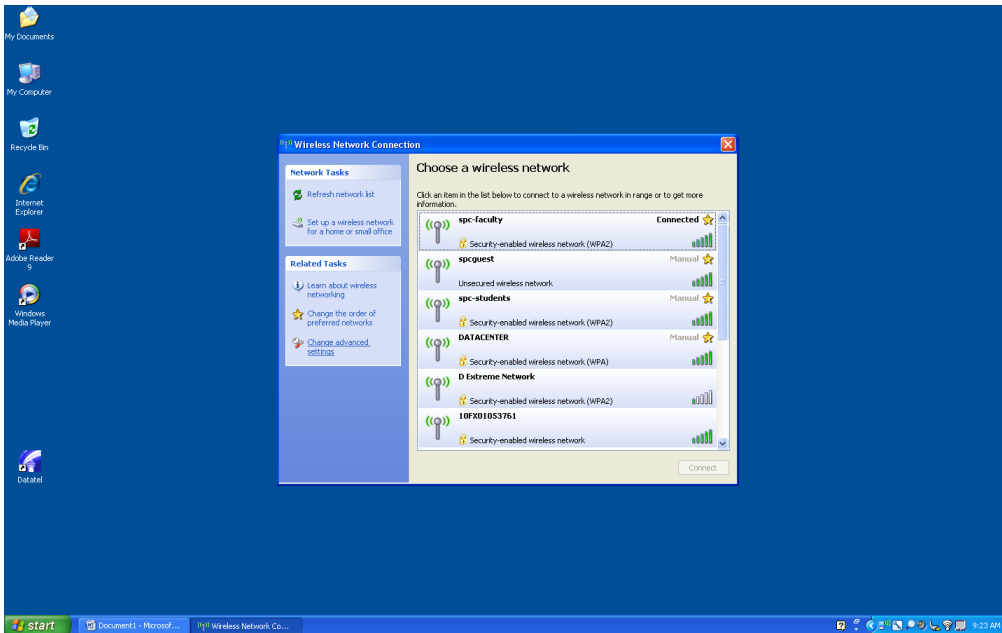 My Documents
My Computer
Recycle Bin
Internet
Explorer
Adobe Reader
9
Windows
Media Player
Datatel
Wireless Network Connection
Network Tasks
Refresh network list
Set up a wireless network
for a home or small office
Related Tasks
Learn about wireless
networking
Change the order of
preferred networks
Change advanced
settings
Choose a wireless network
Click an item in the list below to connect to a wireless network in range or to get more
information.
spc-faculty Connected
Security-enabled wireless network (WPA2)
spcguest Manual
Unsecured wireless network
spc-students Manual
Security-enabled wireless network (WPA2)
DATACENTER Manual
Security-enabled wireless network (WPA)
D Extreme Network
Security-enabled wireless network (WPA2)
10FX01053761
Security-enabled wireless network
Connect
start Document1 - Microsof... Wireless Network Co... 9:23 AM